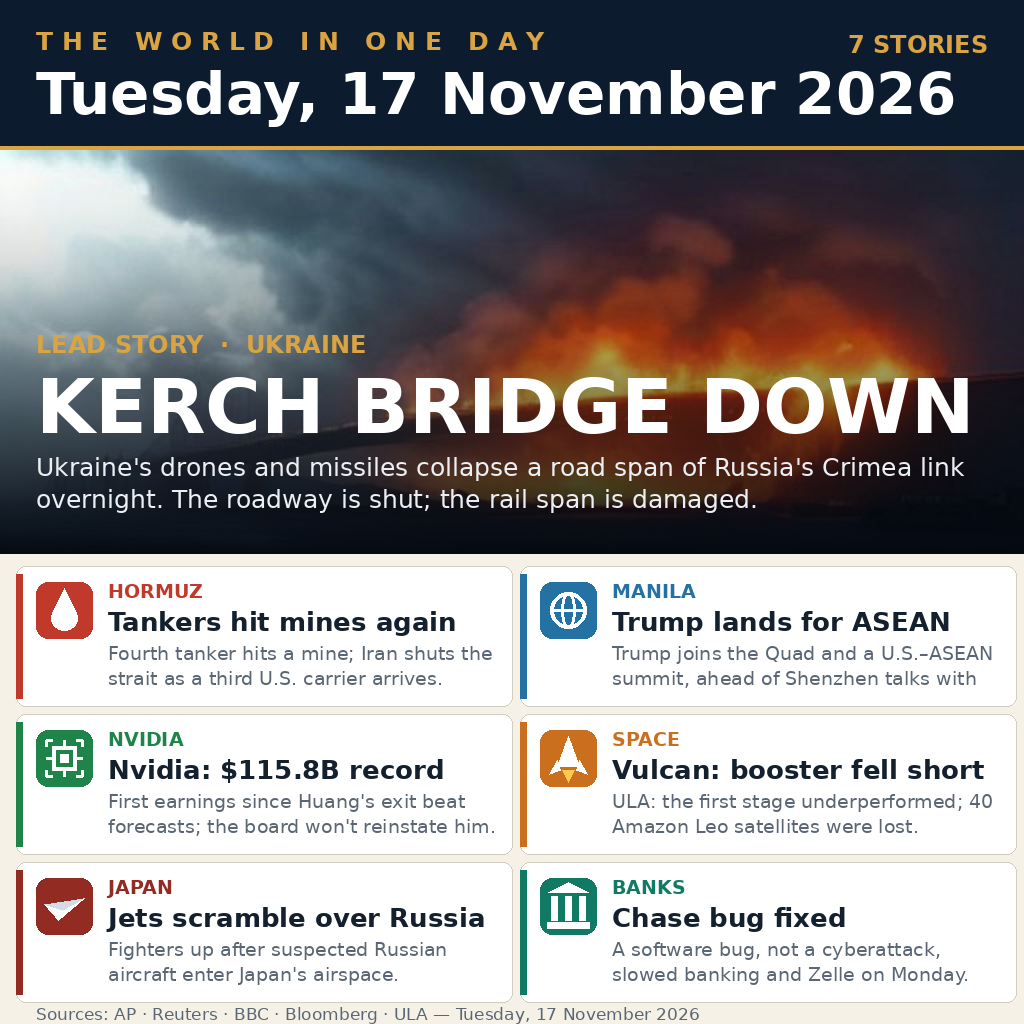 THE WORLD IN ONE DAY
7 STORIES
Tuesday, 17 November 2026
LEAD STORY · UKRAINE
KERCH BRIDGE DOWN
Ukraine's drones and missiles collapse a road span of Russia's Crimea link
overnight. The roadway is shut; the rail span is damaged.
HORMUZ
Tankers hit mines again
Fourth tanker hits a mine; Iran shuts the
strait as a third U.S. carrier arrives.
MANILA
Trump lands for ASEAN
Trump joins the Quad and a U.S.–ASEAN
summit, ahead of Shenzhen talks with
NVIDIA
Nvidia: $115.8B record
First earnings since Huang's exit beat
forecasts; the board won't reinstate him.
SPACE
Vulcan: booster fell short
ULA: the first stage underperformed; 40
Amazon Leo satellites were lost.
JAPAN
Jets scramble over Russia
Fighters up after suspected Russian
aircraft enter Japan's airspace.
BANKS
Chase bug fixed
A software bug, not a cyberattack,
slowed banking and Zelle on Monday.
Sources: AP · Reuters · BBC · Bloomberg · ULA — Tuesday, 17 November 2026